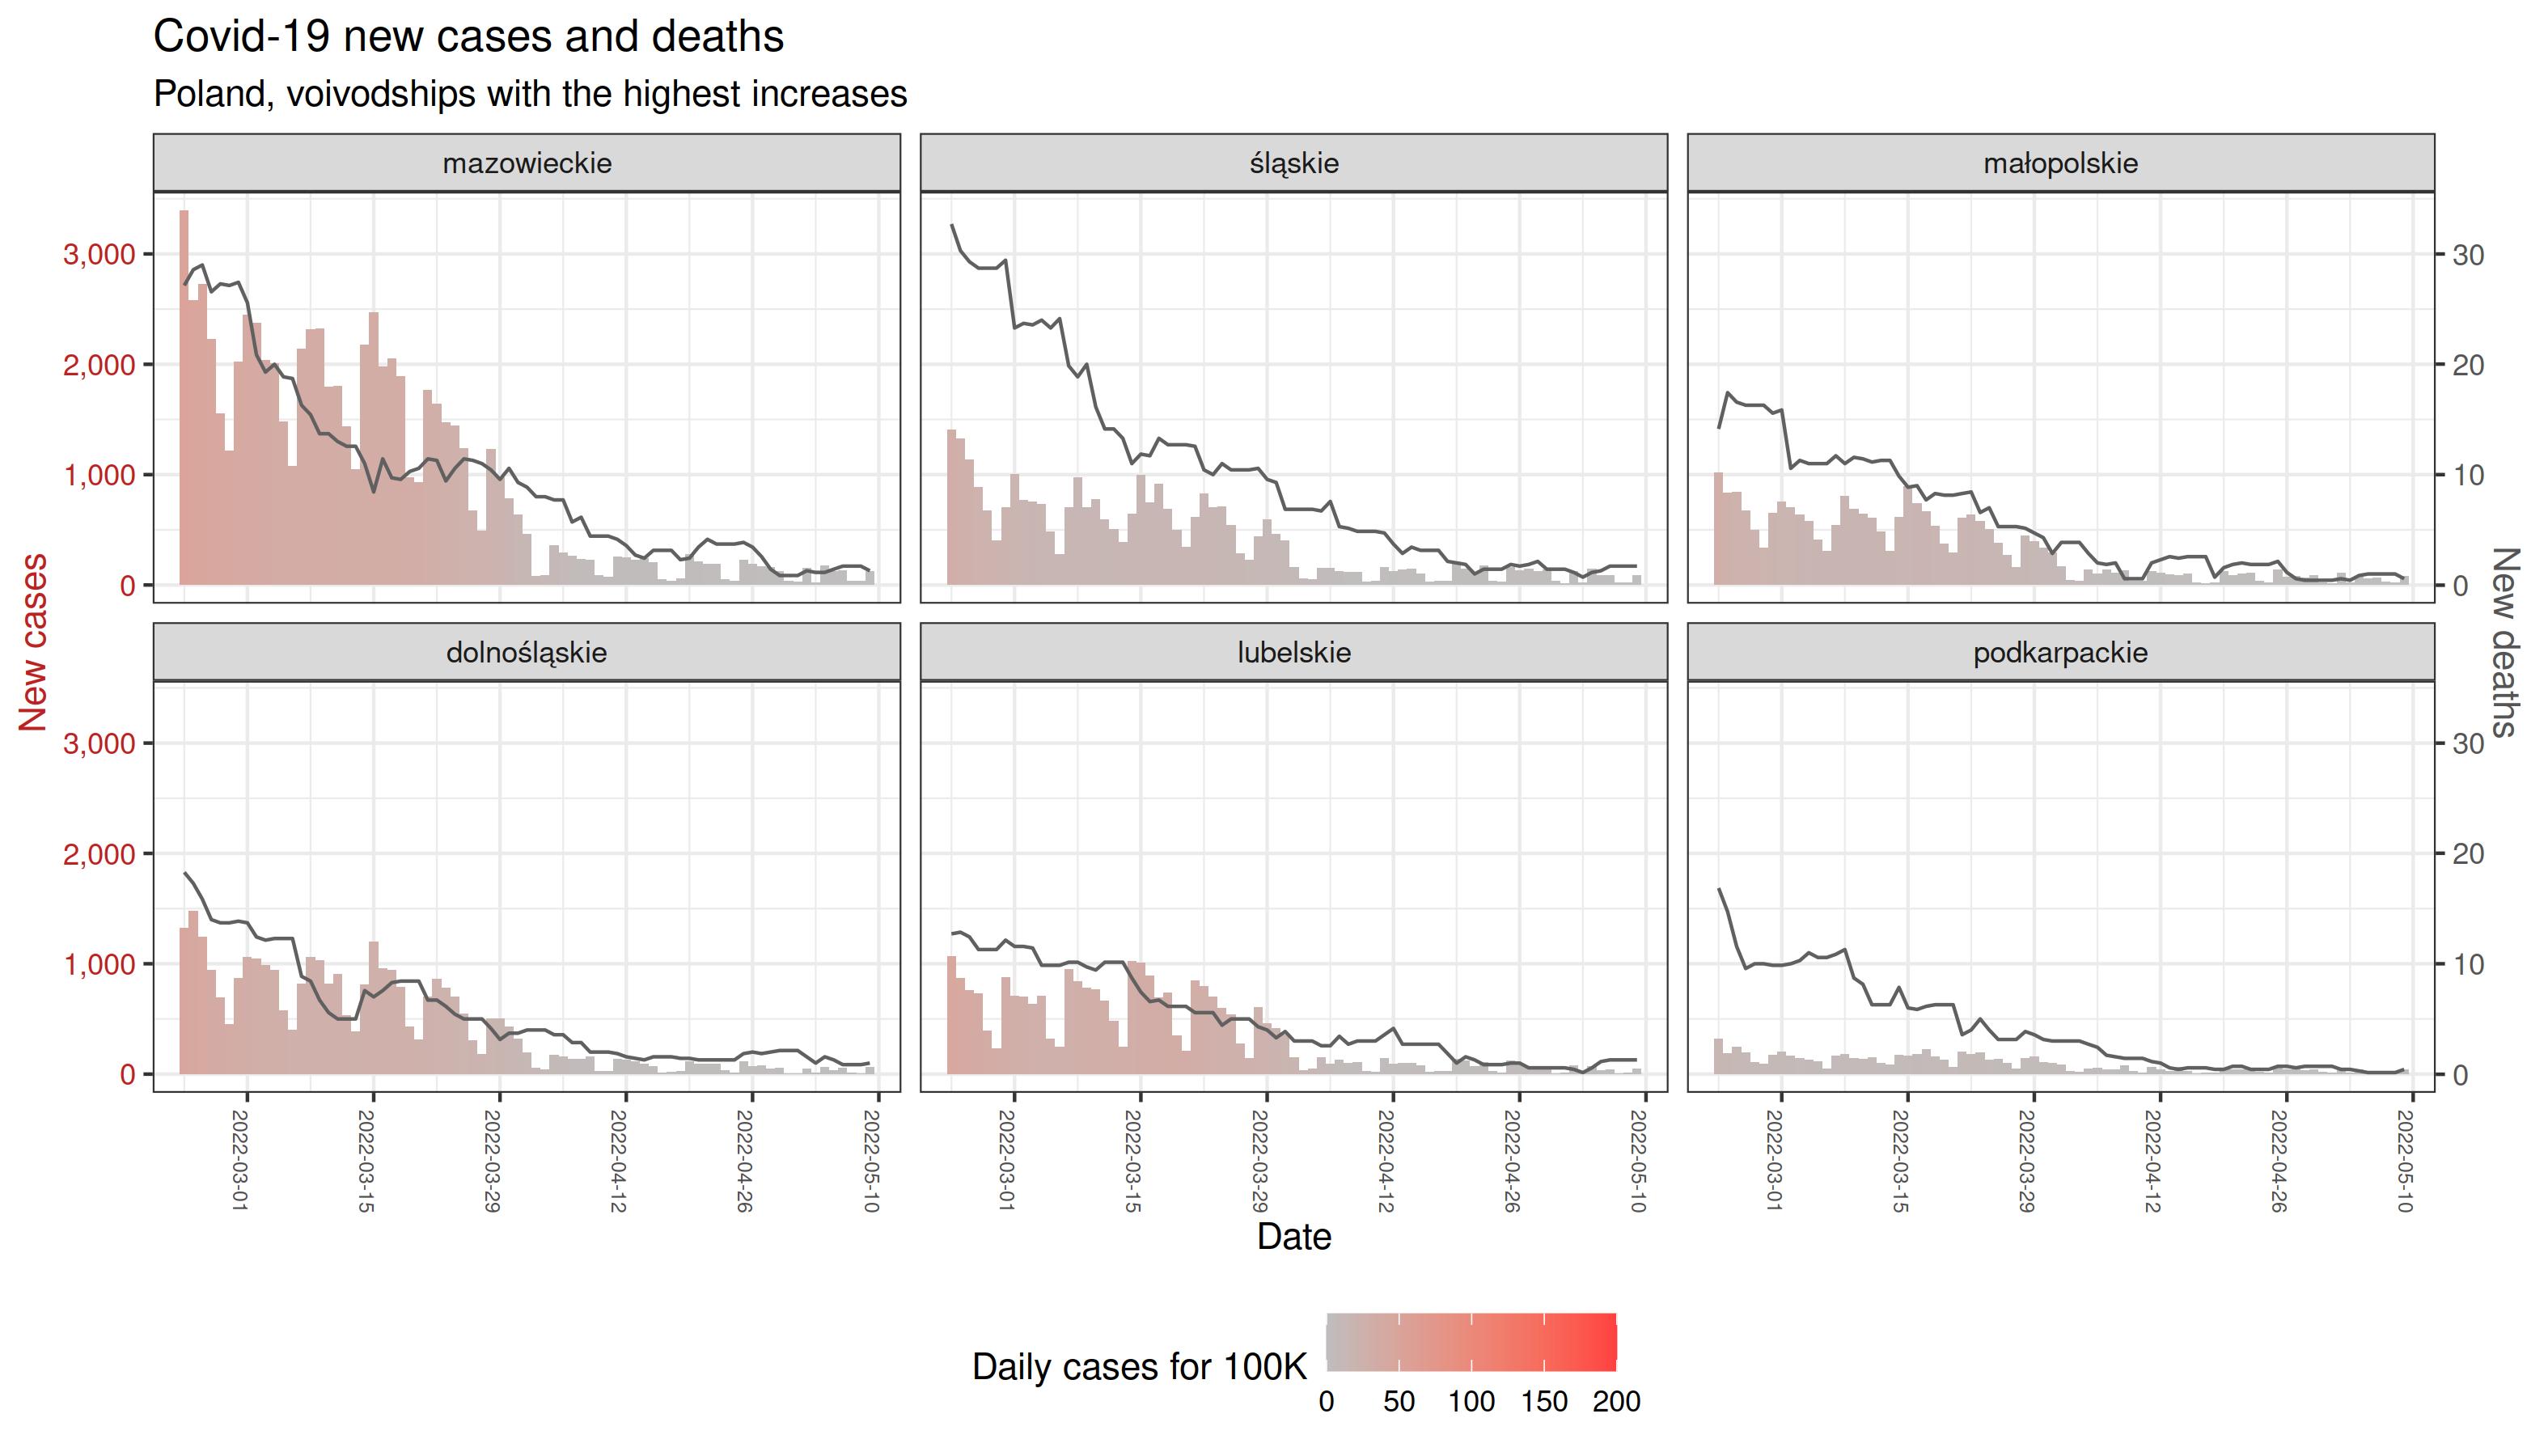 Covid-19 new cases and deaths
Poland, voivodships with the highest increases
mazowieckie
śląskie
małopolskie
3,000
2,000
1,000
0
30
20
10
0
New cases
New deaths
dolnośląskie
lubelskie
podkarpackie
3,000
2,000
1,000
0
30
20
10
0
2022-03-01
2022-03-15
2022-03-29
2022-04-12
2022-04-26
2022-05-10
2022-03-01
2022-03-15
2022-03-29
2022-04-12
2022-04-26
2022-05-10
2022-03-01
2022-03-15
2022-03-29
2022-04-12
2022-04-26
2022-05-10
Date
Daily cases for 100K
0 50 100 150 200